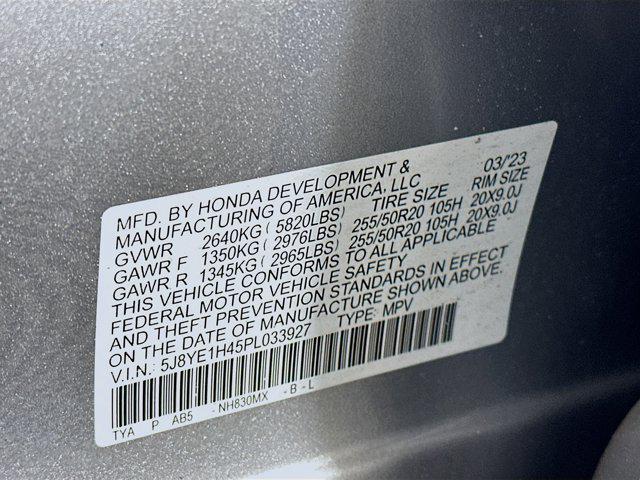 MFD. BY HONDA DEVELOPMENT & 03/'23
MANUFACTURING OF AMERICA, LLC
GVWR 2640KG ( 5820LBS) TIRE SIZE RIM SIZE
GAWR F 1350KG ( 2976LBS) 255/50R20 105H 20X9.0J
GAWR R 1345KG ( 2965LBS) 255/50R20 105H 20X9.0J
THIS VEHICLE CONFORMS TO ALL APPLICABLE
FEDERAL MOTOR VEHICLE SAFETY
AND THEFT PREVENTION STANDARDS IN EFFECT
ON THE DATE OF MANUFACTURE SHOWN ABOVE.
V.I.N.: 5J8YE1H45PL033927 TYPE: MPV
TYA P AB5 - NH830MX - B - L